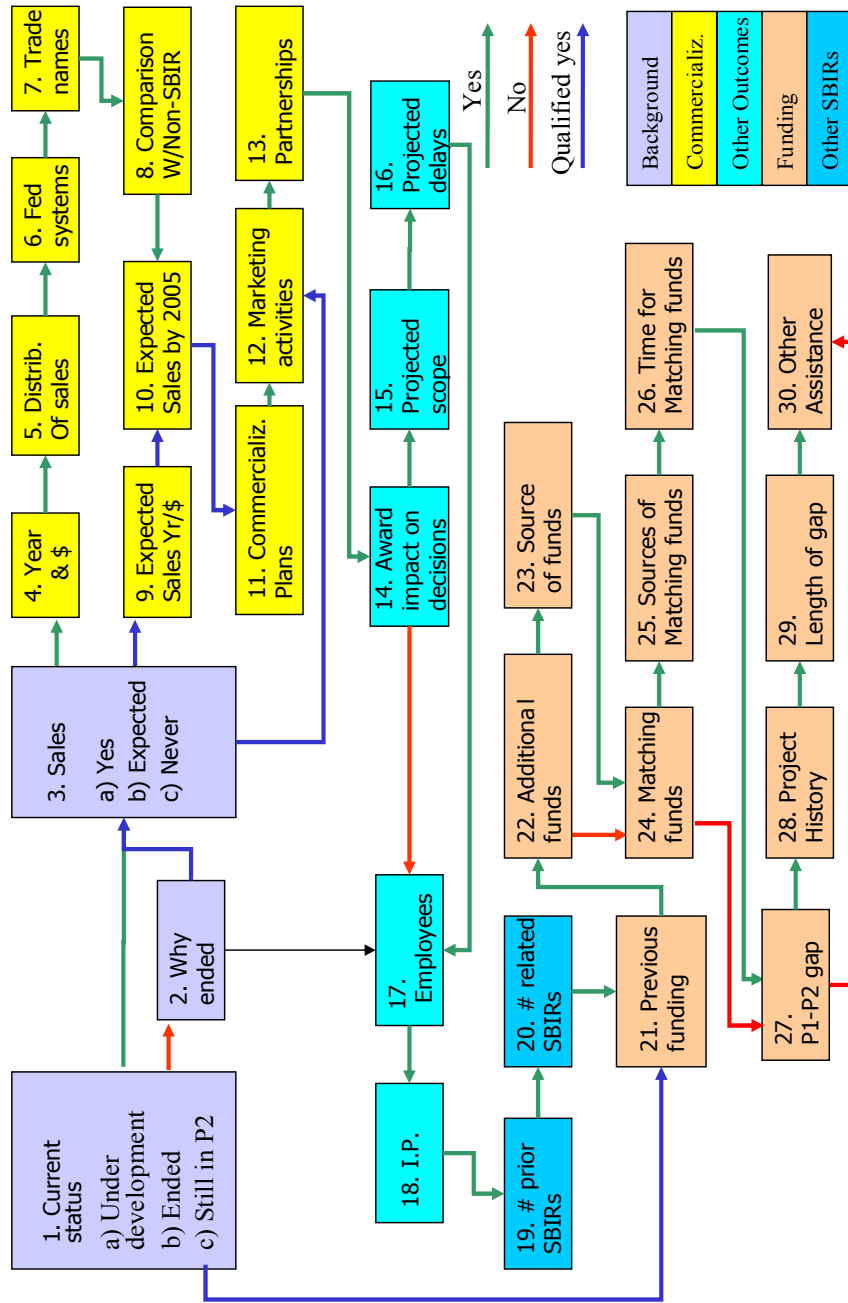 1. Current
status
a) Under
development
b) Ended
c) Still in P2
2. Why
ended
3. Sales
a) Yes
b) Expected
c) Never
4. Year
& $
5. Distrib.
Of sales
6. Fed
systems
7. Trade
names
8. Comparison
W/Non-SBIR
9. Expected
Sales Yr/$
10. Expected
Sales by 2005
11. Commercializ.
Plans
12. Marketing
activities
13.
Partnerships
14. Award
impact on
decisions
15.
Projected
scope
16.
Projected
delays
17.
Employees
18. I.P.
19. # prior
SBIRs
20. # related
SBIRs
21. Previous
funding
22. Additional
funds
23. Source
of funds
24. Matching
funds
25. Sources of
Matching funds
26. Time for
Matching funds
27.
P1-P2 gap
28. Project
History
29.
Length of gap
30. Other
Assistance
Yes
No
Qualified yes
Background
Commercializ.
Other Outcomes
Funding
Other SBIRs